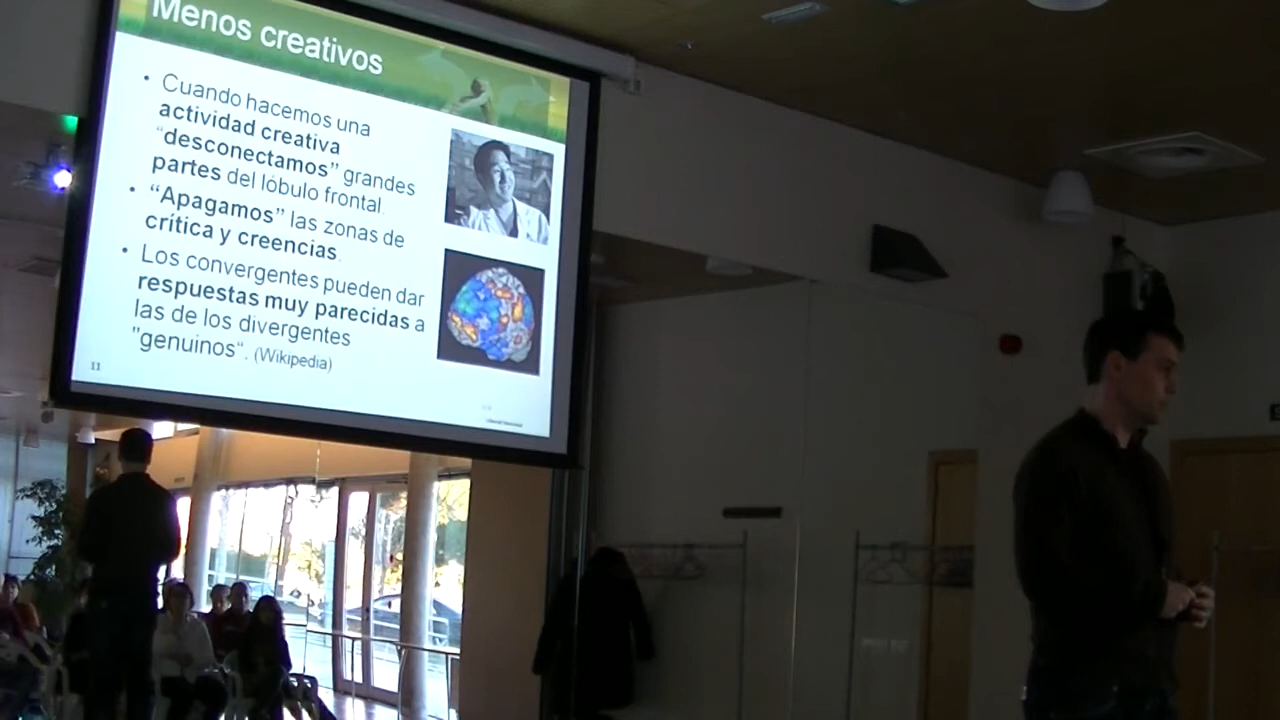 Menos creativos
• Cuando hacemos una
actividad creativa
“desconectamos” grandes
partes del lóbulo frontal.
• “Apagamos” las zonas de
crítica y creencias.
• Los convergentes pueden dar
respuestas muy parecidas a
las de los divergentes
"genuinos“. (Wikipedia)
11